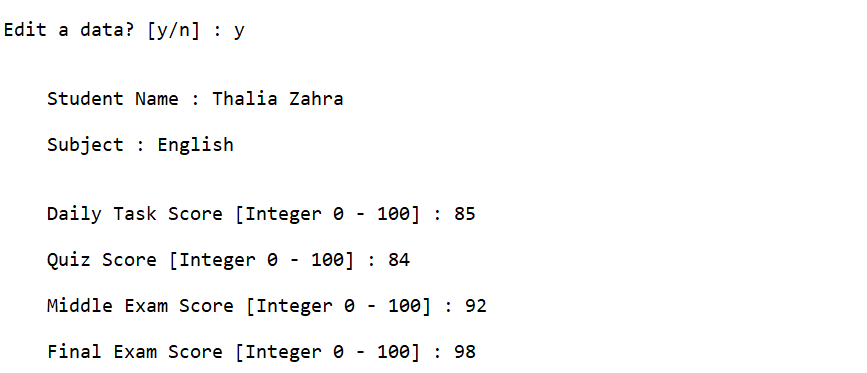 Edit a data? [y/n] : y
Student Name : Thalia Zahra
Subject : English
Daily Task Score [Integer 0 - 100] : 85
Quiz Score [Integer 0 - 100] : 84
Middle Exam Score [Integer 0 - 100] : 92
Final Exam Score [Integer 0 - 100] : 98